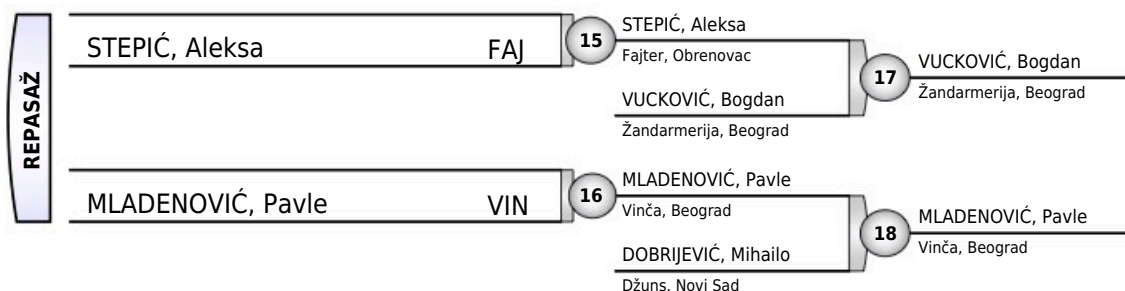 REPASAŽ
STEPIĆ, Aleksa FAJ
15
STEPIĆ, Aleksa
Fajter, Obrenovac
VUCKOVIĆ, Bogdan
Žandarmerija, Beograd
17
VUCKOVIĆ, Bogdan
Žandarmerija, Beograd
MLADENOVIĆ, Pavle VIN
16
MLADENOVIĆ, Pavle
Vinča, Beograd
DOBRIJEVIĆ, Mihailo
Džuns, Novi Sad
18
MLADENOVIĆ, Pavle
Vinča, Beograd